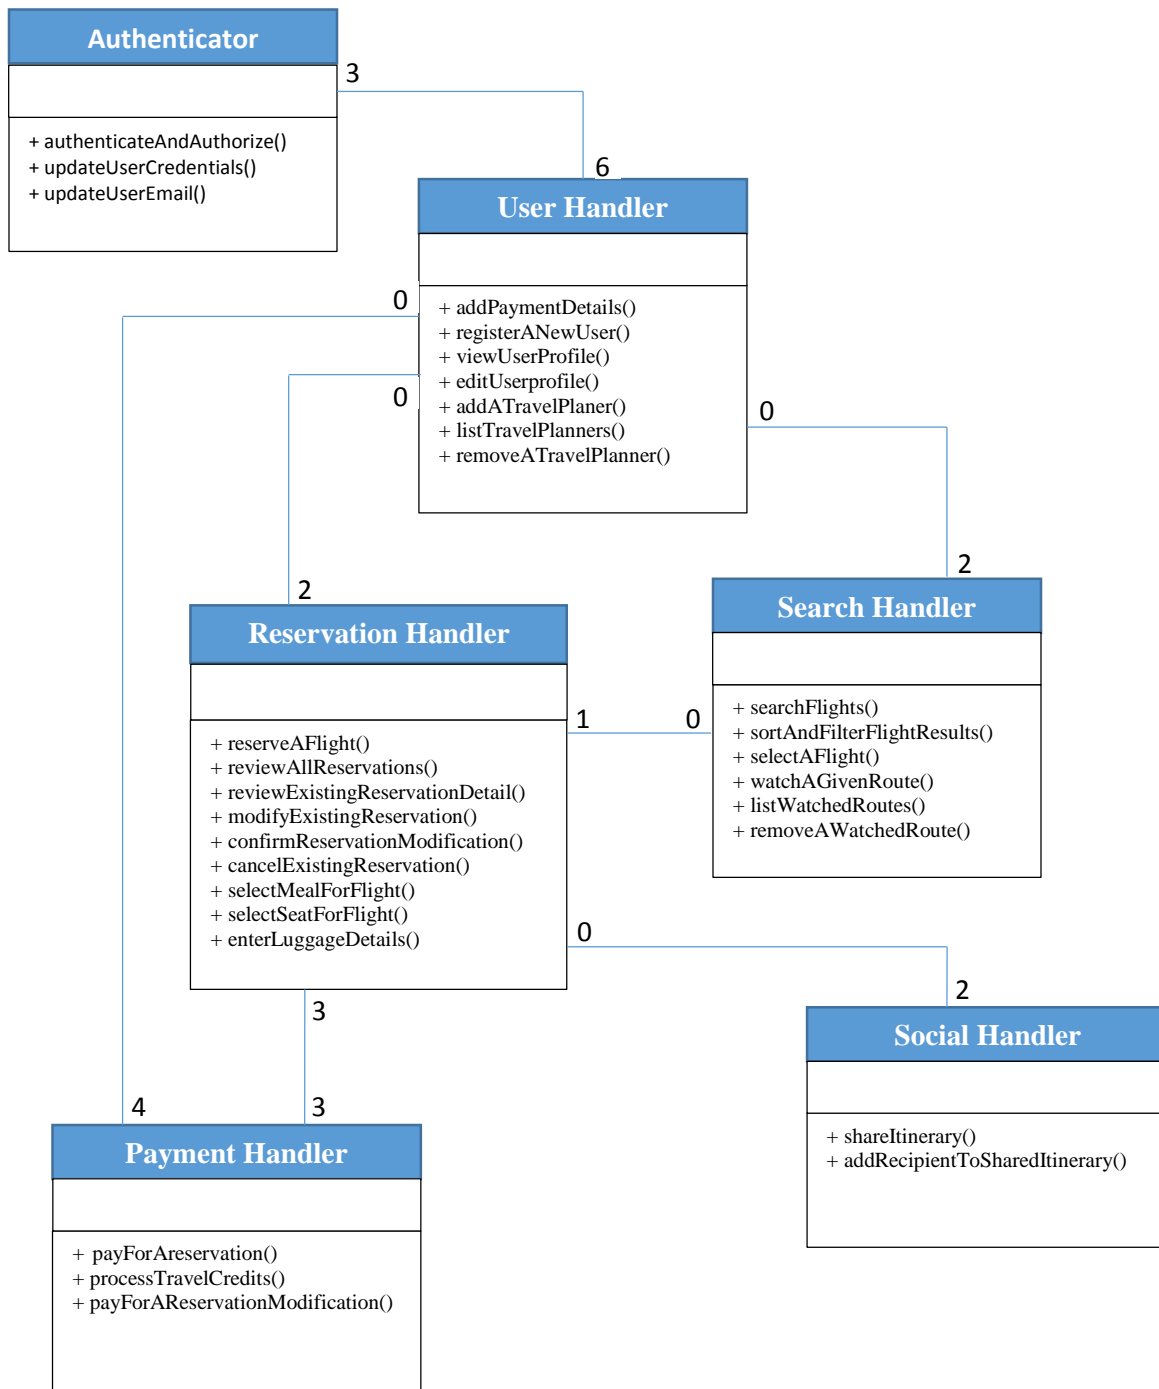 Authenticator
3
+ authenticateAndAuthorize()
+ updateUserCredentials()
+ updateUserEmail()
6
User Handler
0
+ addPaymentDetails()
+ registerANewUser()
+ viewUserProfile()
+ editUserprofile()
+ addATravelPlaner()
+ listTravelPlanners()
+ removeATravelPlanner()
0
0
2
2
Reservation Handler
Search Handler
1
0
+ reserveAFlight()
+ reviewAllReservations()
+ reviewExistingReservationDetail()
+ modifyExistingReservation()
+ confirmReservationModification()
+ cancelExistingReservation()
+ selectMealForFlight()
+ selectSeatForFlight()
+ enterLuggageDetails()
+ searchFlights()
+ sortAndFilterFlightResults()
+ selectAFlight()
+ watchAGivenRoute()
+ listWatchedRoutes()
+ removeAWatchedRoute()
0
2
3
Social Handler
4
3
Payment Handler
+ shareItinerary()
+ addRecipientToSharedItinerary()
+ payForAreservation()
+ processTravelCredits()
+ payForAReservationModification()